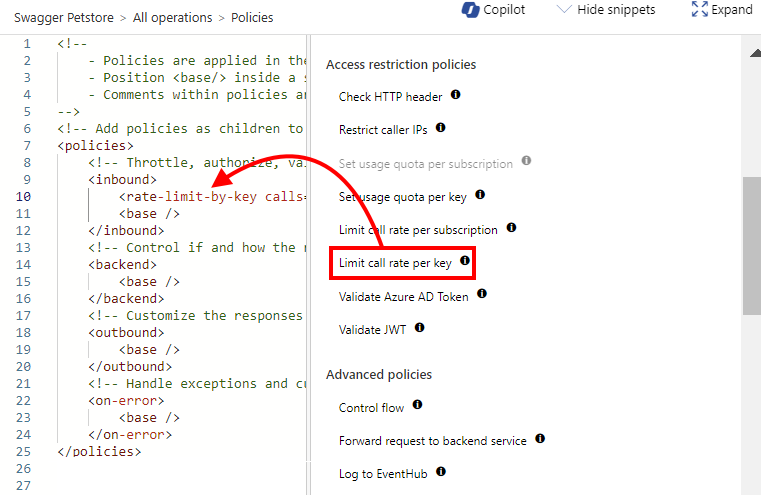 Swagger Petstore > All operations > Policies
Copilot
Hide snippets
Expand
1 <!--
2 - Policies are applied in the
3 - Position <base/> inside a s
4 - Comments within policies ar
5 -->
6 <!-- Add policies as children to
7 <policies>
8 <!-- Throttle, authorize, va
9 <inbound>
10 <rate-limit-by-key calls=
11 <base />
12 </inbound>
13 <!-- Control if and how the r
14 <backend>
15 <base />
16 </backend>
17 <!-- Customize the responses
18 <outbound>
19 <base />
20 </outbound>
21 <!-- Handle exceptions and cu
22 <on-error>
23 <base />
24 </on-error>
25 </policies>
26
27
Access restriction policies
Check HTTP header
Restrict caller IPs
Set usage quota per subscription
Set usage quota per key
Limit call rate per subscription
Limit call rate per key
Validate Azure AD Token
Validate JWT
Advanced policies
Control flow
Forward request to backend service
Log to EventHub